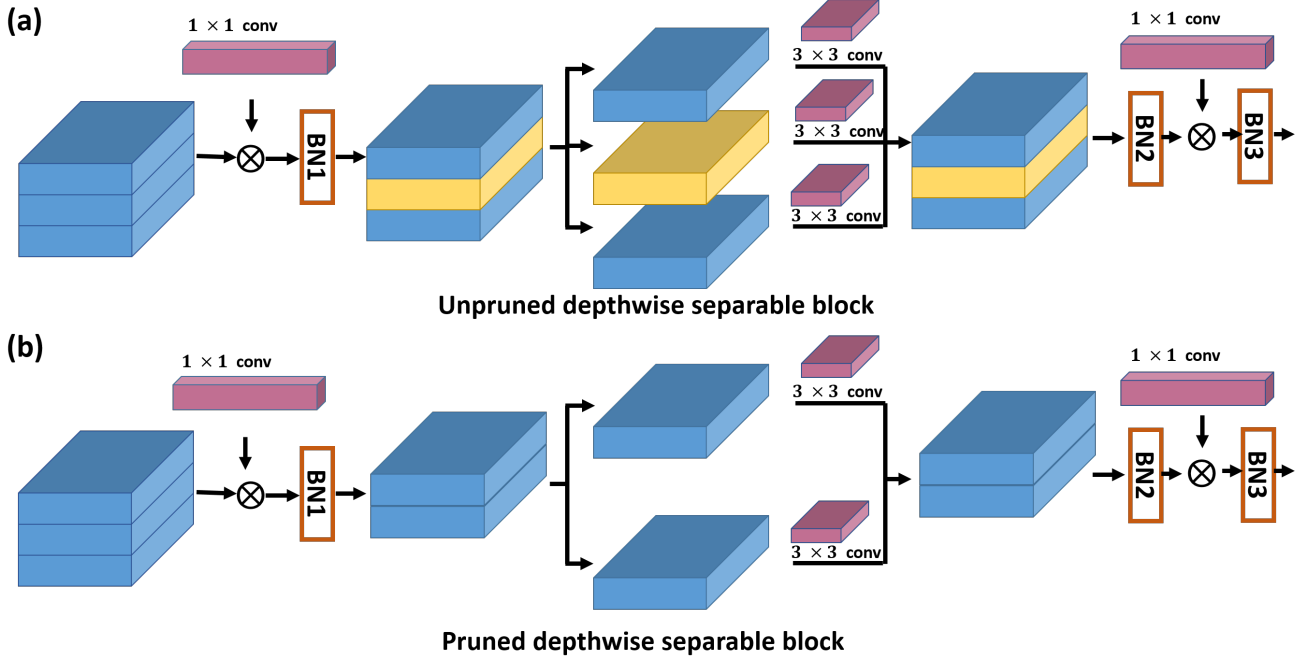 (a)
1 × 1 conv
BN1
3 × 3 conv
3 × 3 conv
3 × 3 conv
BN2
1 × 1 conv
BN3
Unpruned depthwise separable block
(b)
1 × 1 conv
BN1
3 × 3 conv
3 × 3 conv
BN2
1 × 1 conv
BN3
Pruned depthwise separable block